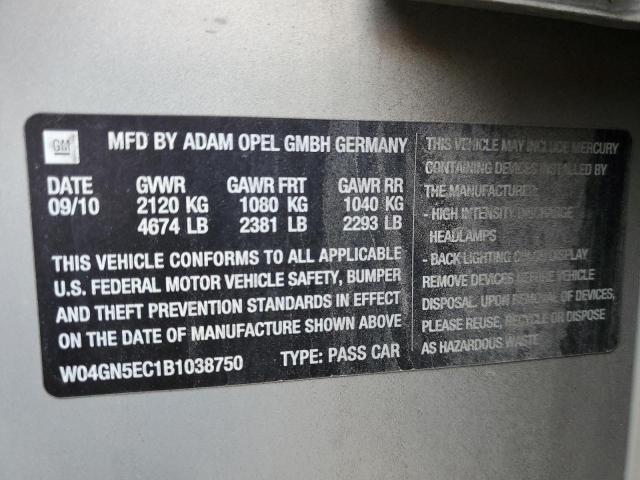 GM
MFD BY ADAM OPEL GMBH GERMANY
DATE GVWR GAWR FRT GAWR RR
09/10 2120 KG 1080 KG 1040 KG
4674 LB 2381 LB 2293 LB
THIS VEHICLE CONFORMS TO ALL APPLICABLE
U.S. FEDERAL MOTOR VEHICLE SAFETY, BUMPER
AND THEFT PREVENTION STANDARDS IN EFFECT
ON THE DATE OF MANUFACTURE SHOWN ABOVE
W04GN5EC1B1038750 TYPE: PASS CAR
THIS VEHICLE MAY INCLUDE MERCURY
CONTAINING DEVICES INSTALLED BY
THE MANUFACTURER:
- HIGH INTENSITY DISCHARGE
HEADLAMPS
- BACK LIGHTING DISPLAY
REMOVE DEVICES BEFORE VEHICLE
DISPOSAL. UPON REMOVAL OF DEVICES,
PLEASE REUSE, RECYCLE OR DISPOSE
AS HAZARDOUS WASTE